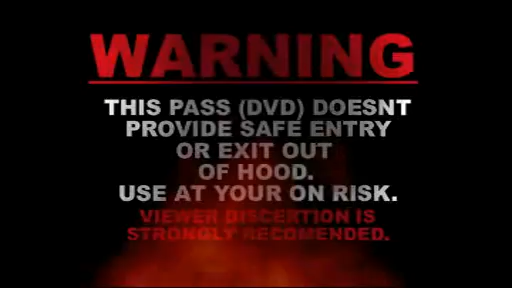 WARNING
THIS PASS (DVD) DOESNT
PROVIDE SAFE ENTRY
OR EXIT OUT
OF HOOD.
USE AT YOUR ON RISK.
VIEWER DISCERTION IS
STRONGLY RECOMENDED.